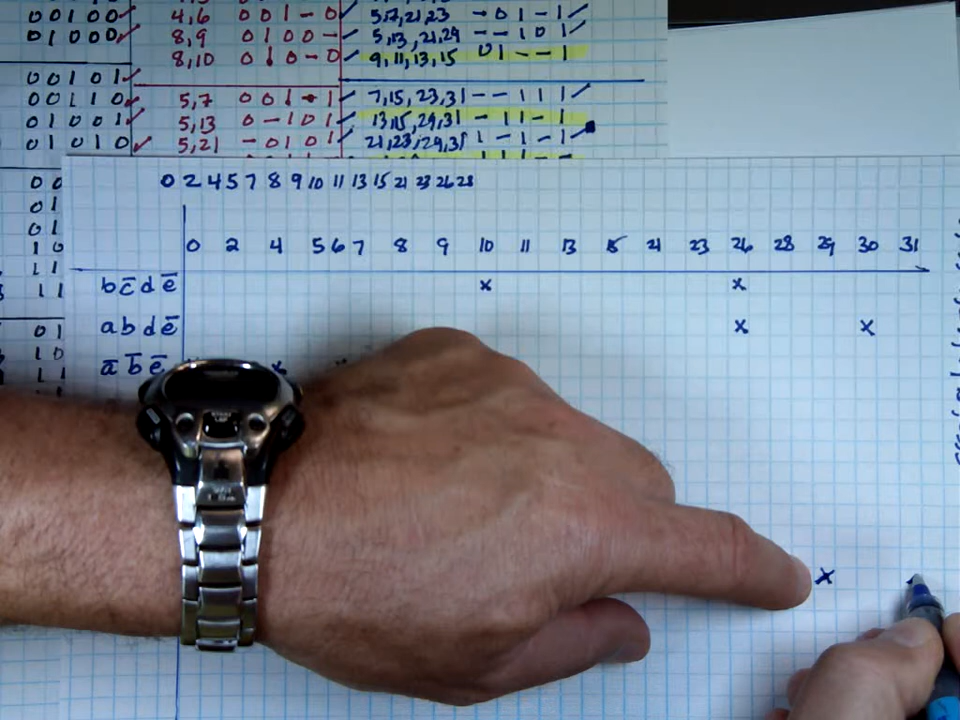 00100 4,6 001-0 5,7,21,23 -01-1
01000 8,9 0100- 5,13,21,29 --101
8,10 010-0 9,11,13,15 01--1
00101
00110 5,7 001-1 7,15,23,31 --111
01001 5,13 0-101 13,15,29,31 -11-1
01010 5,21 -0101 21,23,29,31 1-1-1
0 2 4 5 7 8 9 10 11 13 15 21 23 26 28
0 2 4 5 6 7 8 9 10 11 13 15 21 23 26 28 29 30 31
b c̅ d e̅ x x
a b d e̅ x x
a̅ b̅ e̅ x
x